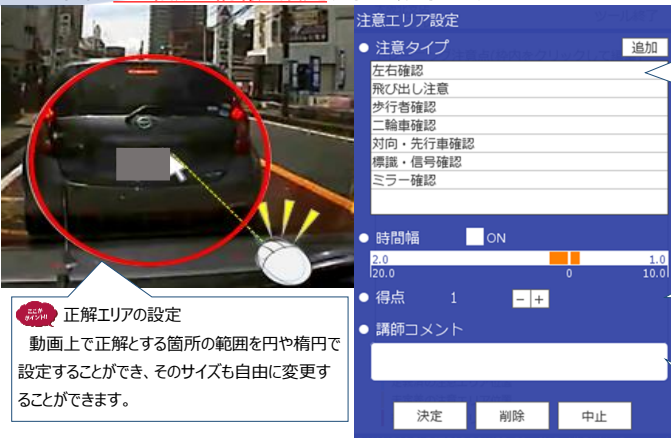 注意エリア設定
注意タイプ
追加
左右確認
飛び出し注意
歩行者確認
二輪車確認
対向・先行車確認
標識・信号確認
ミラー確認
時間幅
ON
2.0
1.0
20.0
0
10.0
得点
1
- +
講師コメント
決定
削除
中止
ここがポイント!!
正解エリアの設定
動画上で正解とする箇所の範囲を円や楕円で
設定することができ、そのサイズも自由に変更す
ることができます。